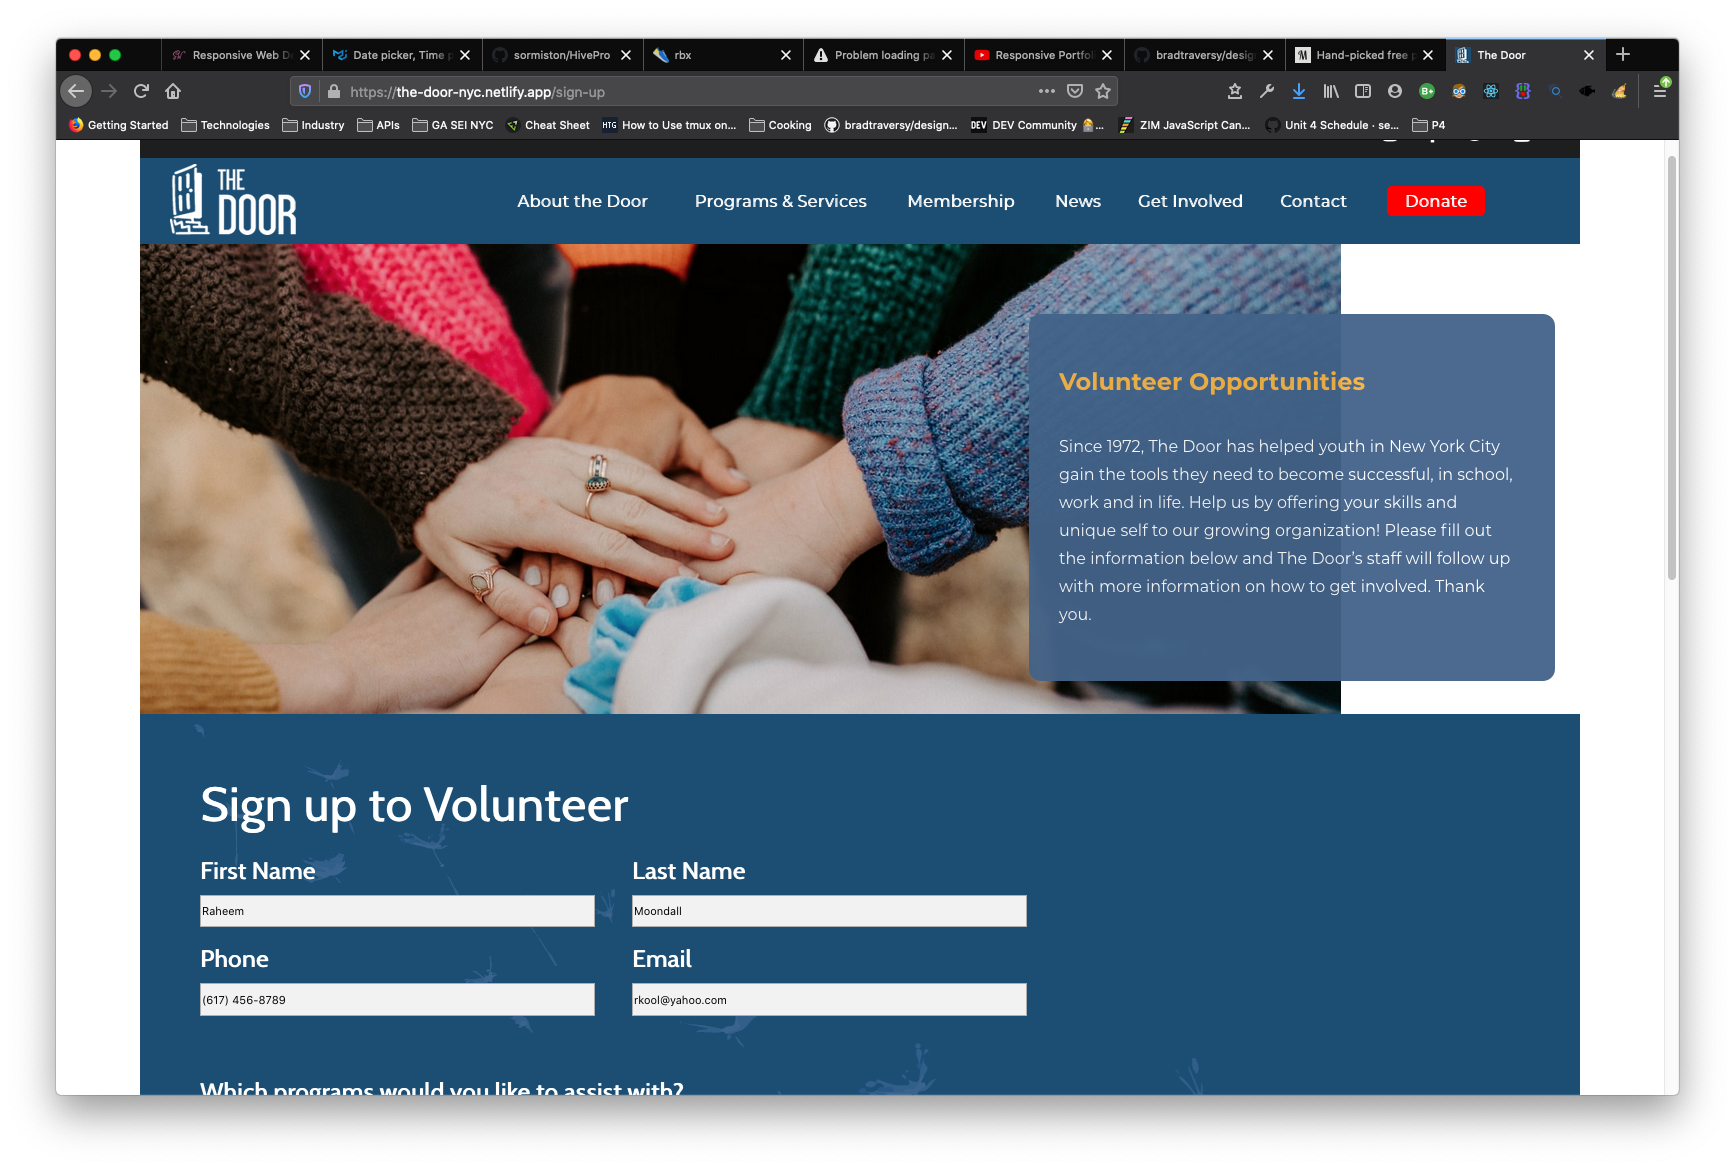 Responsive Web D
Date picker, Time p
sormiston/HivePro
rbx
Problem loading pa
Responsive Portfo
bradtraversy/desig
Hand-picked free p
The Door
https://the-door-nyc.netlify.app/sign-up
Getting Started
Technologies
Industry
APIs
GA SEI NYC
Cheat Sheet
HTG How to Use tmux on...
Cooking
bradtraversy/design...
DEV DEV Community ...
ZIM JavaScript Can...
Unit 4 Schedule · se...
P4
THE DOOR
About the Door
Programs & Services
Membership
News
Get Involved
Contact
Donate
Volunteer Opportunities
Since 1972, The Door has helped youth in New York City
gain the tools they need to become successful, in school,
work and in life. Help us by offering your skills and
unique self to our growing organization! Please fill out
the information below and The Door’s staff will follow up
with more information on how to get involved. Thank
you.
Sign up to Volunteer
First Name
Last Name
Raheem
Moondall
Phone
Email
(617) 456-8789
rkool@yahoo.com
Which programs would you like to assist with?